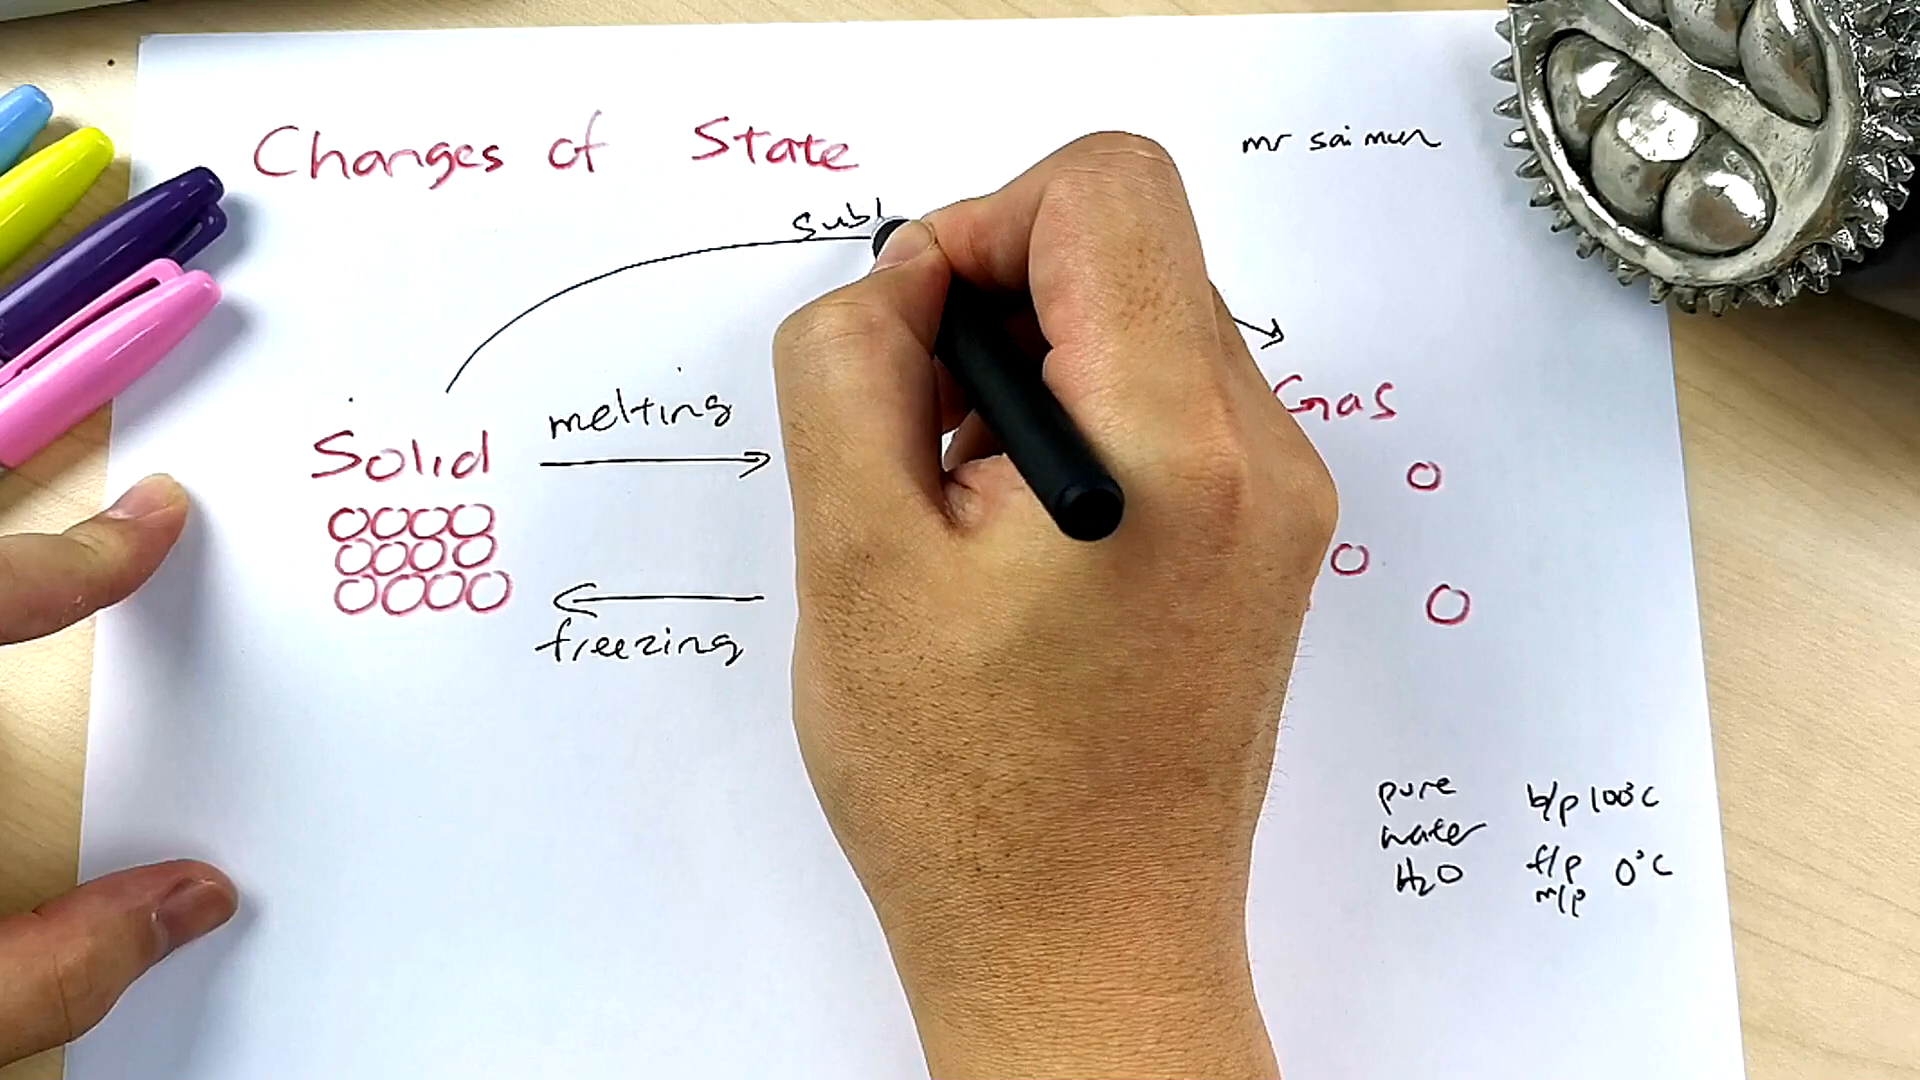 Changes of State
mr sai mun
subl
melting
Gas
Solid
freezing
pure b/p 100°C
water
H2O f/p 0°C
m/p